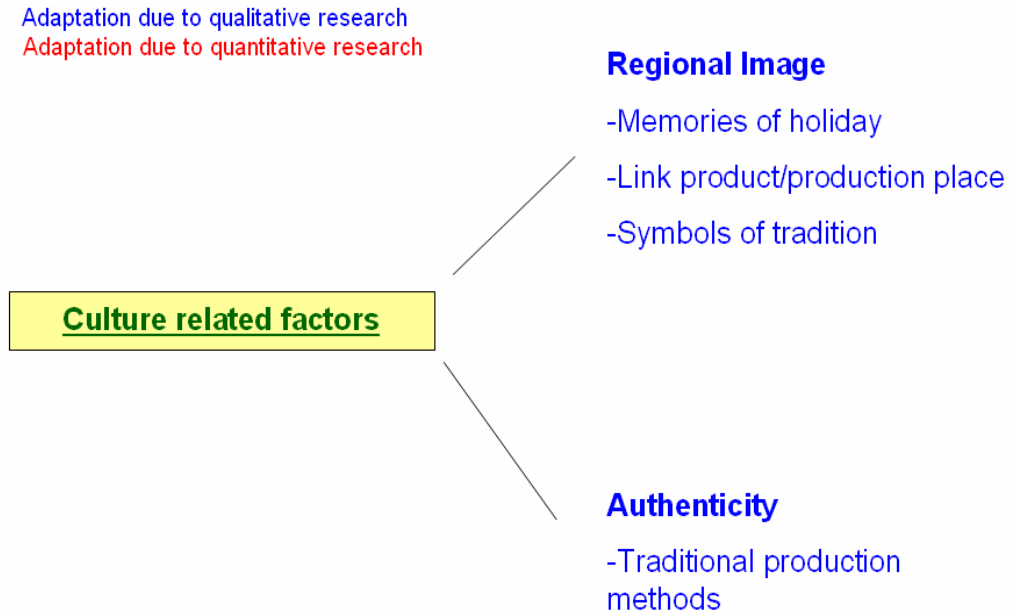 Adaptation due to qualitative research
Adaptation due to quantitative research
Regional Image
-Memories of holiday
-Link product/production place
-Symbols of tradition
Culture related factors
Authenticity
-Traditional production
methods